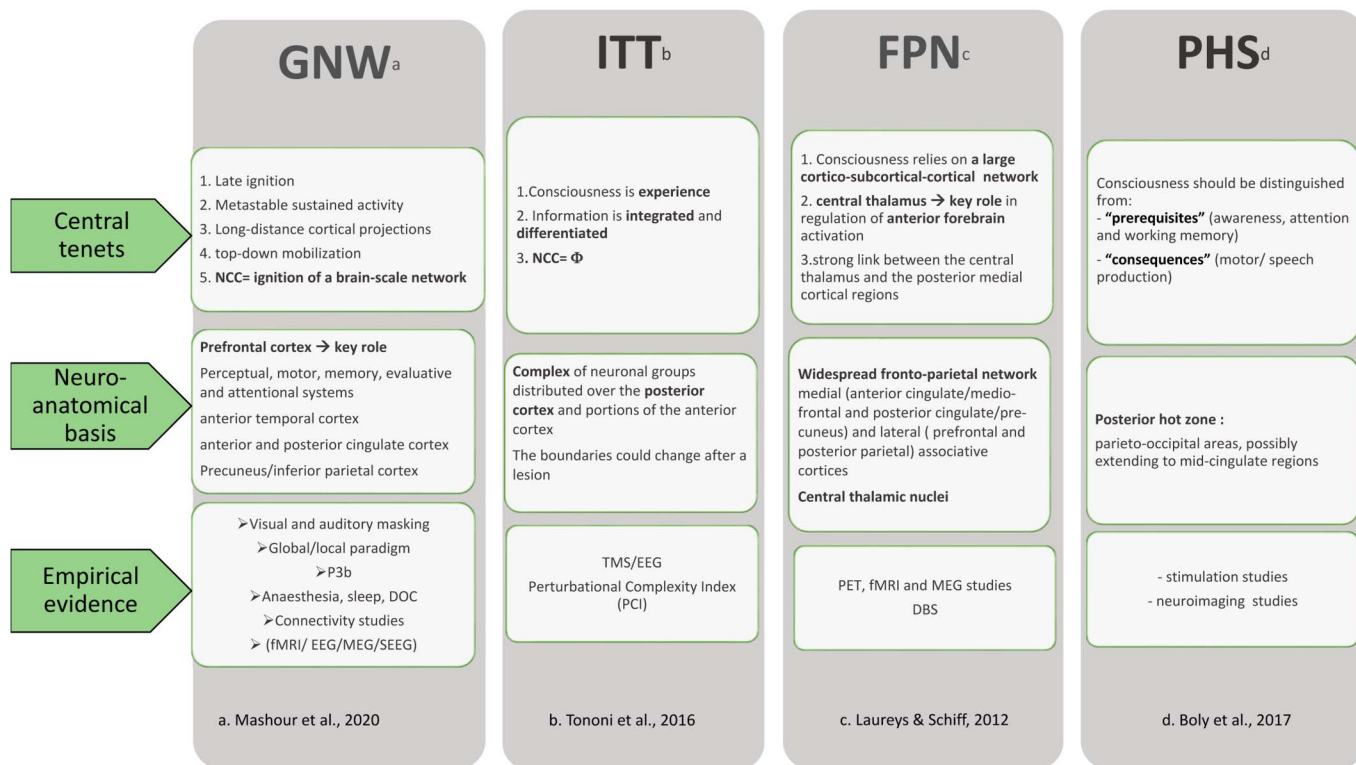 GNW a
ITT b
FPN c
PHS d
Central
tenets
1. Late ignition
2. Metastable sustained activity
3. Long-distance cortical projections
4. top-down mobilization
5. NCC= ignition of a brain-scale network
1.Consciousness is experience
2. Information is integrated and
differentiated
3. NCC= Φ
1. Consciousness relies on a large
cortico-subcortical-cortical network
2. central thalamus → key role in
regulation of anterior forebrain
activation
3.strong link between the central
thalamus and the posterior medial
cortical regions
Consciousness should be distinguished
from:
- “prerequisites” (awareness, attention
and working memory)
- “consequences” (motor/ speech
production)
Neuro-
anatomical
basis
Prefrontal cortex → key role
Perceptual, motor, memory, evaluative
and attentional systems
anterior temporal cortex
anterior and posterior cingulate cortex
Precuneus/inferior parietal cortex
Complex of neuronal groups
distributed over the posterior
cortex and portions of the anterior
cortex
The boundaries could change after a
lesion
Widespread fronto-parietal network
medial (anterior cingulate/medio-
frontal and posterior cingulate/pre-
cuneus) and lateral ( prefrontal and
posterior parietal) associative
cortices
Central thalamic nuclei
Posterior hot zone :
parieto-occipital areas, possibly
extending to mid-cingulate regions
Empirical
evidence
➢Visual and auditory masking
➢Global/local paradigm
➢P3b
➢Anaesthesia, sleep, DOC
➢Connectivity studies
➢ (fMRI/ EEG/MEG/SEEG)
TMS/EEG
Perturbational Complexity Index
(PCI)
PET, fMRI and MEG studies
DBS
- stimulation studies
- neuroimaging studies
a. Mashour et al., 2020
b. Tononi et al., 2016
c. Laureys & Schiff, 2012
d. Boly et al., 2017